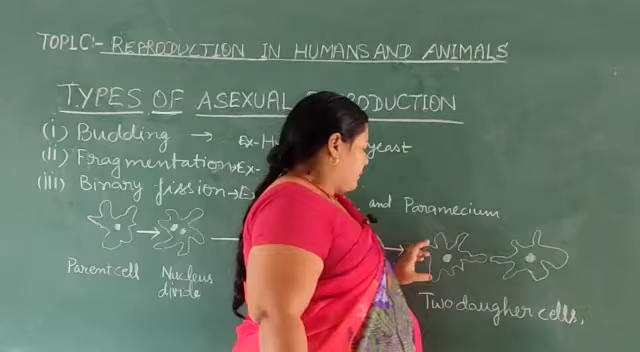 TOPIC:- REPRODUCTION IN HUMANS AND ANIMALS
TYPES OF ASEXUAL REPRODUCTION
(i) Budding → Ex-H yeast
(ii) Fragmentation→Ex-
(iii) Binary fission→E and Paramecium
Parent cell
Nucleus
divide
Two daugher cells,